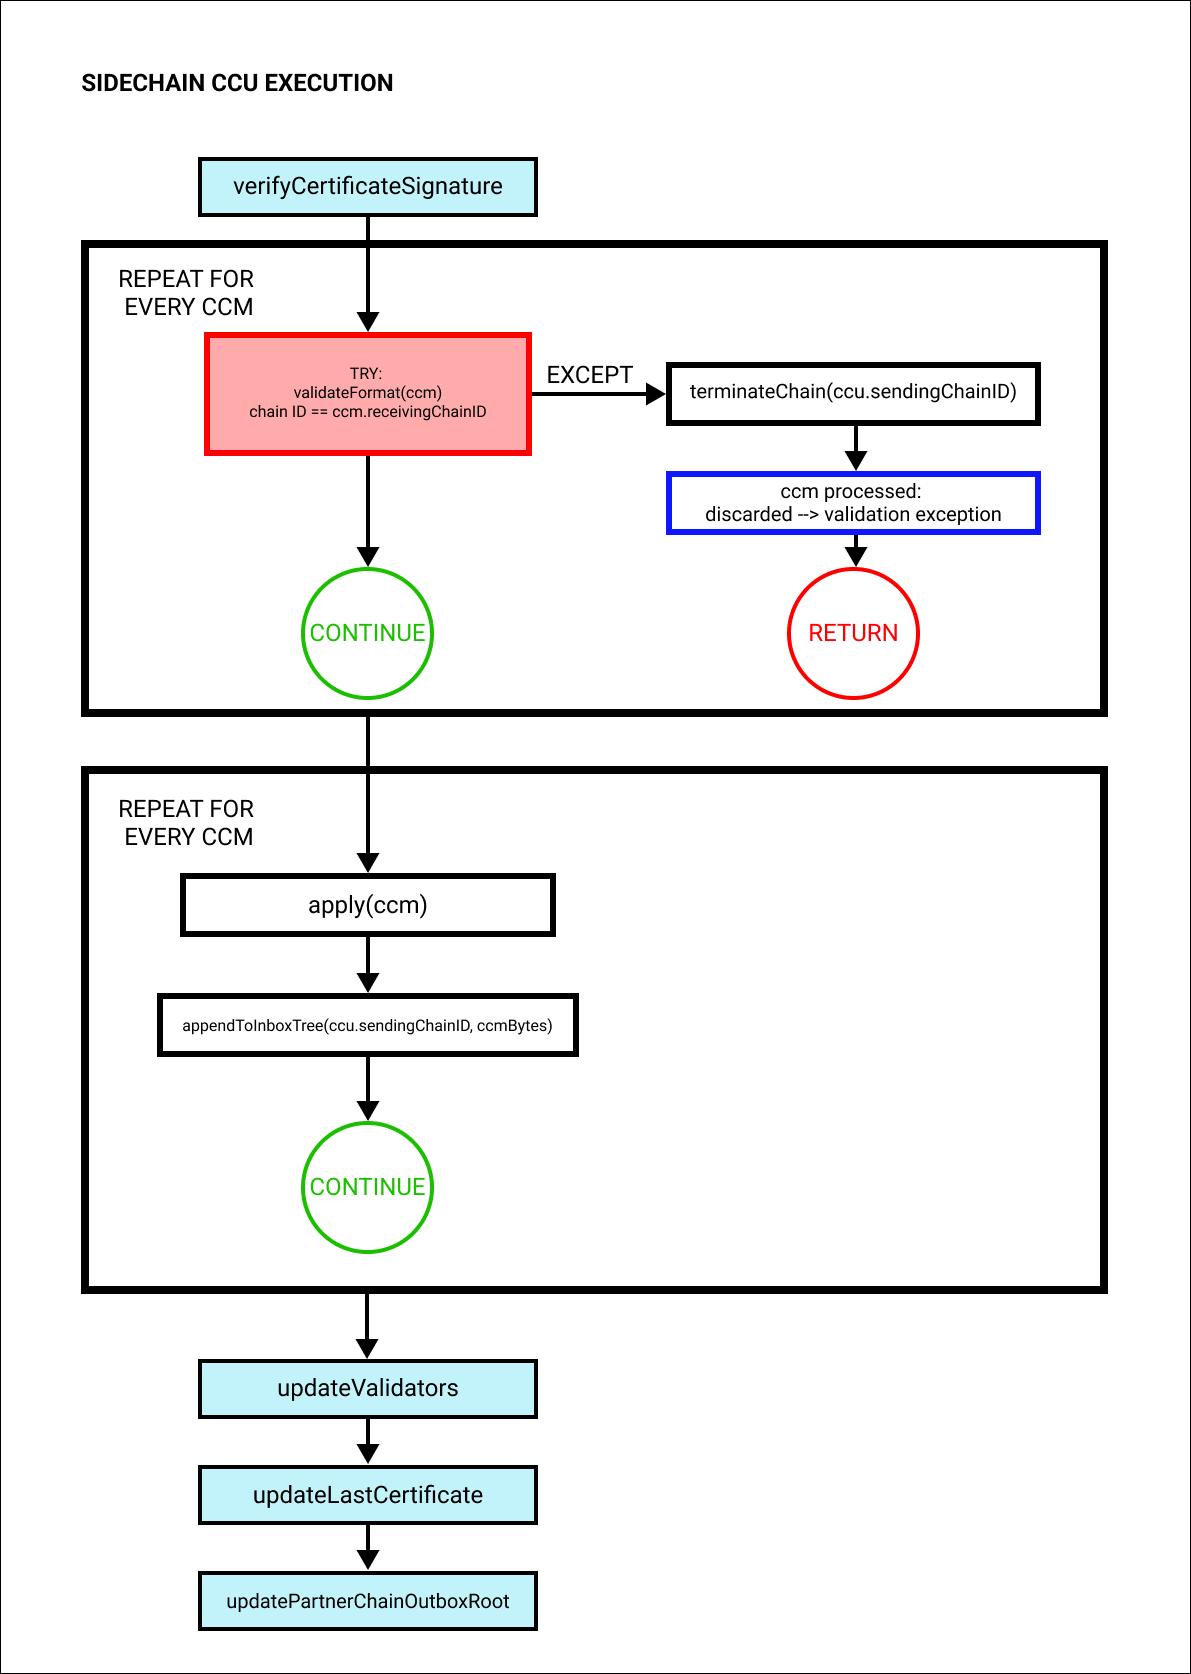 SIDECHAIN CCU EXECUTION
verifyCertificateSignature
REPEAT FOR
EVERY CCM
TRY:
validateFormat(ccm)
chain ID == ccm.receivingChainID
EXCEPT
terminateChain(ccu.sendingChainID)
ccm processed:
discarded --> validation exception
CONTINUE
RETURN
REPEAT FOR
EVERY CCM
apply(ccm)
appendToInboxTree(ccu.sendingChainID, ccmBytes)
CONTINUE
updateValidators
updateLastCertificate
updatePartnerChainOutboxRoot